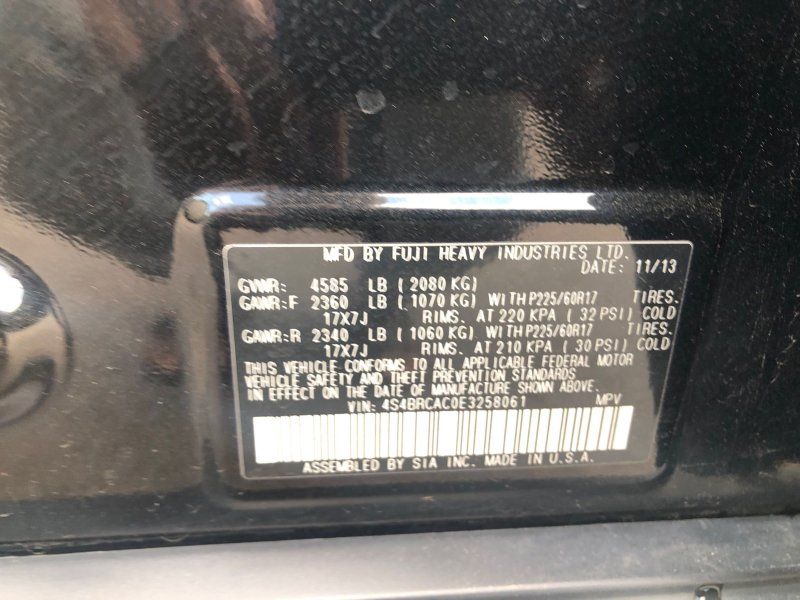 MFD BY FUJI HEAVY INDUSTRIES LTD.
DATE: 11/13
GVWR: 4585 LB ( 2080 KG)
GAWR:F 2360 LB ( 1070 KG) WITH P225/60R17 TIRES.
17X7J RIMS. AT 220 KPA ( 32 PSI) COLD
GAWR:R 2340 LB ( 1060 KG) WITH P225/60R17 TIRES.
17X7J RIMS. AT 210 KPA ( 30 PSI) COLD
THIS VEHICLE CONFORMS TO ALL APPLICABLE FEDERAL MOTOR
VEHICLE SAFETY AND THEFT PREVENTION STANDARDS
IN EFFECT ON THE DATE OF MANUFACTURE SHOWN ABOVE.
VIN: 4S4BRCAC0E3258061 MPV
ASSEMBLED BY SIA INC. MADE IN U.S.A.